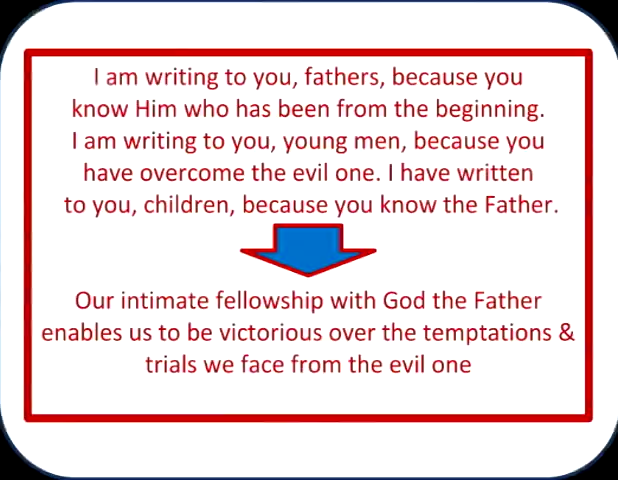 I am writing to you, fathers, because you
know Him who has been from the beginning.
I am writing to you, young men, because you
have overcome the evil one. I have written
to you, children, because you know the Father.
Our intimate fellowship with God the Father
enables us to be victorious over the temptations &
trials we face from the evil one